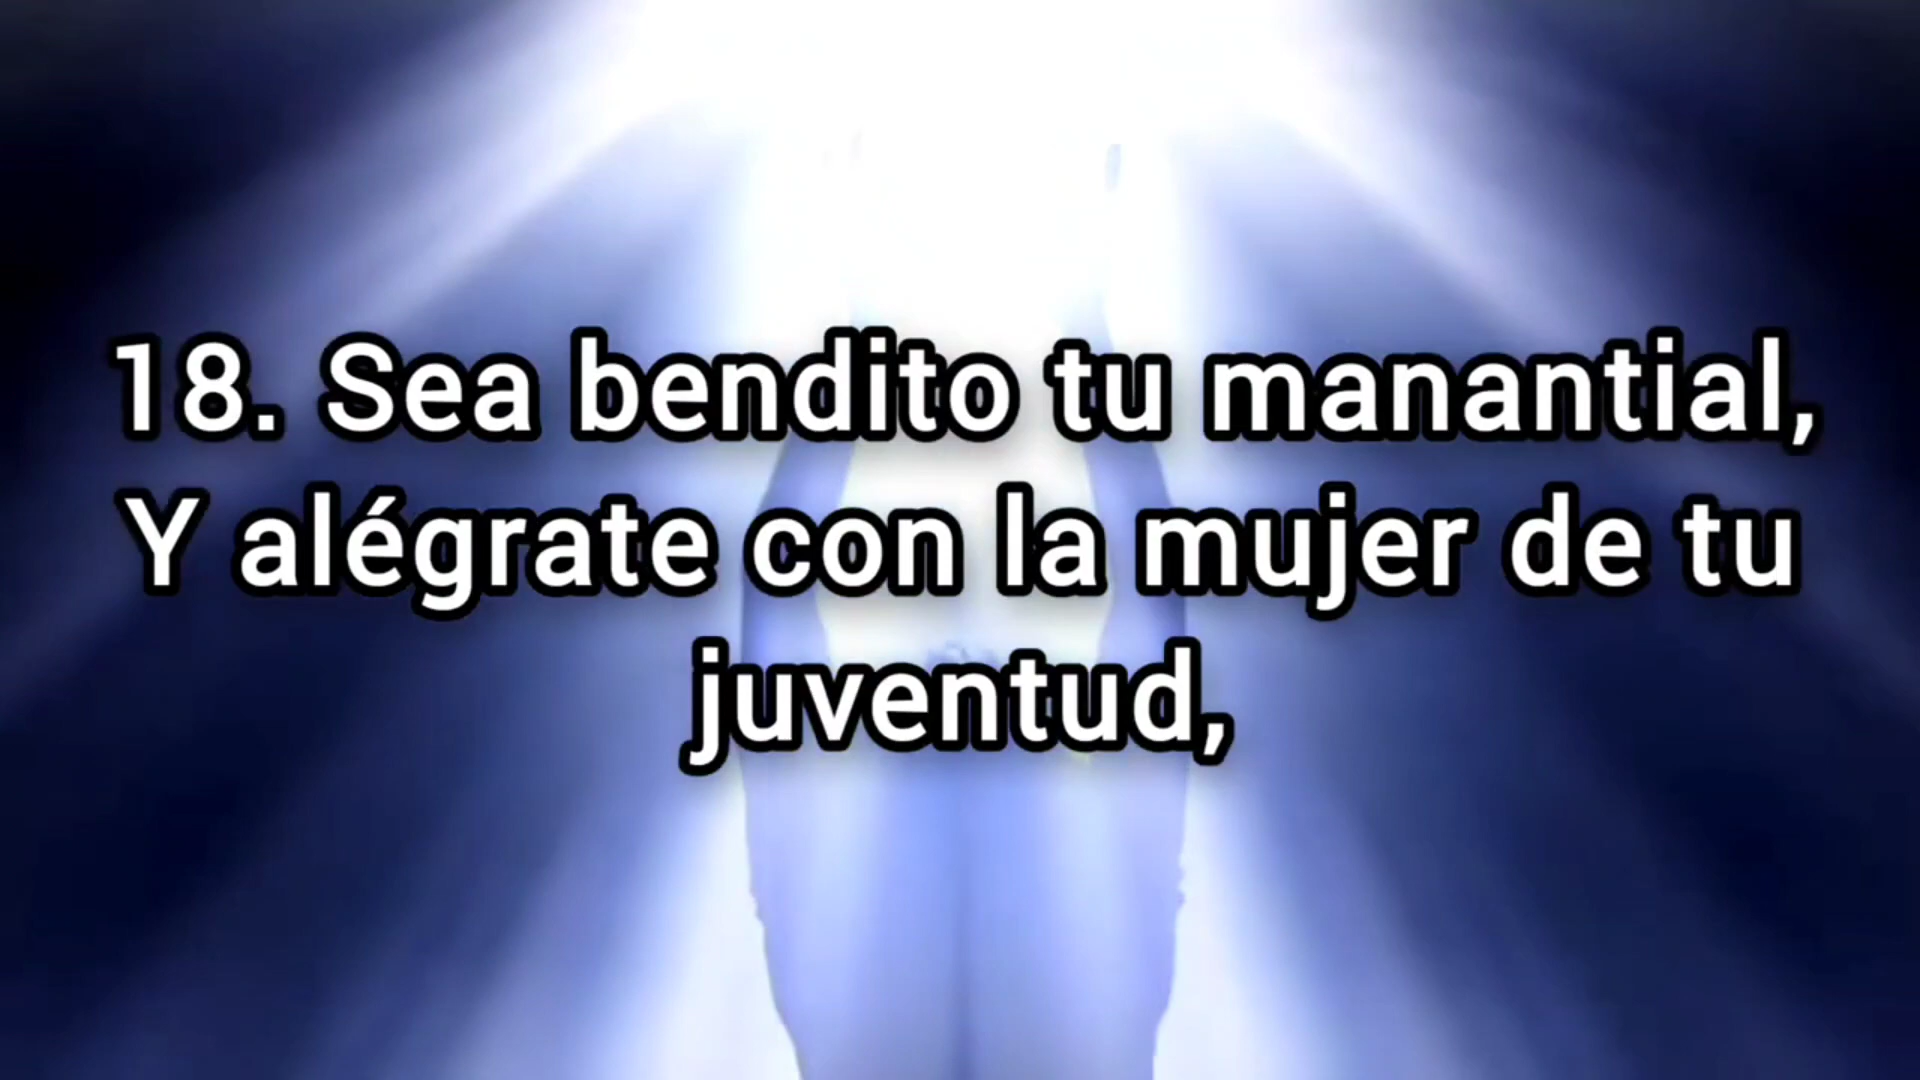 18. Sea bendito tu manantial,
Y alégrate con la mujer de tu
juventud,